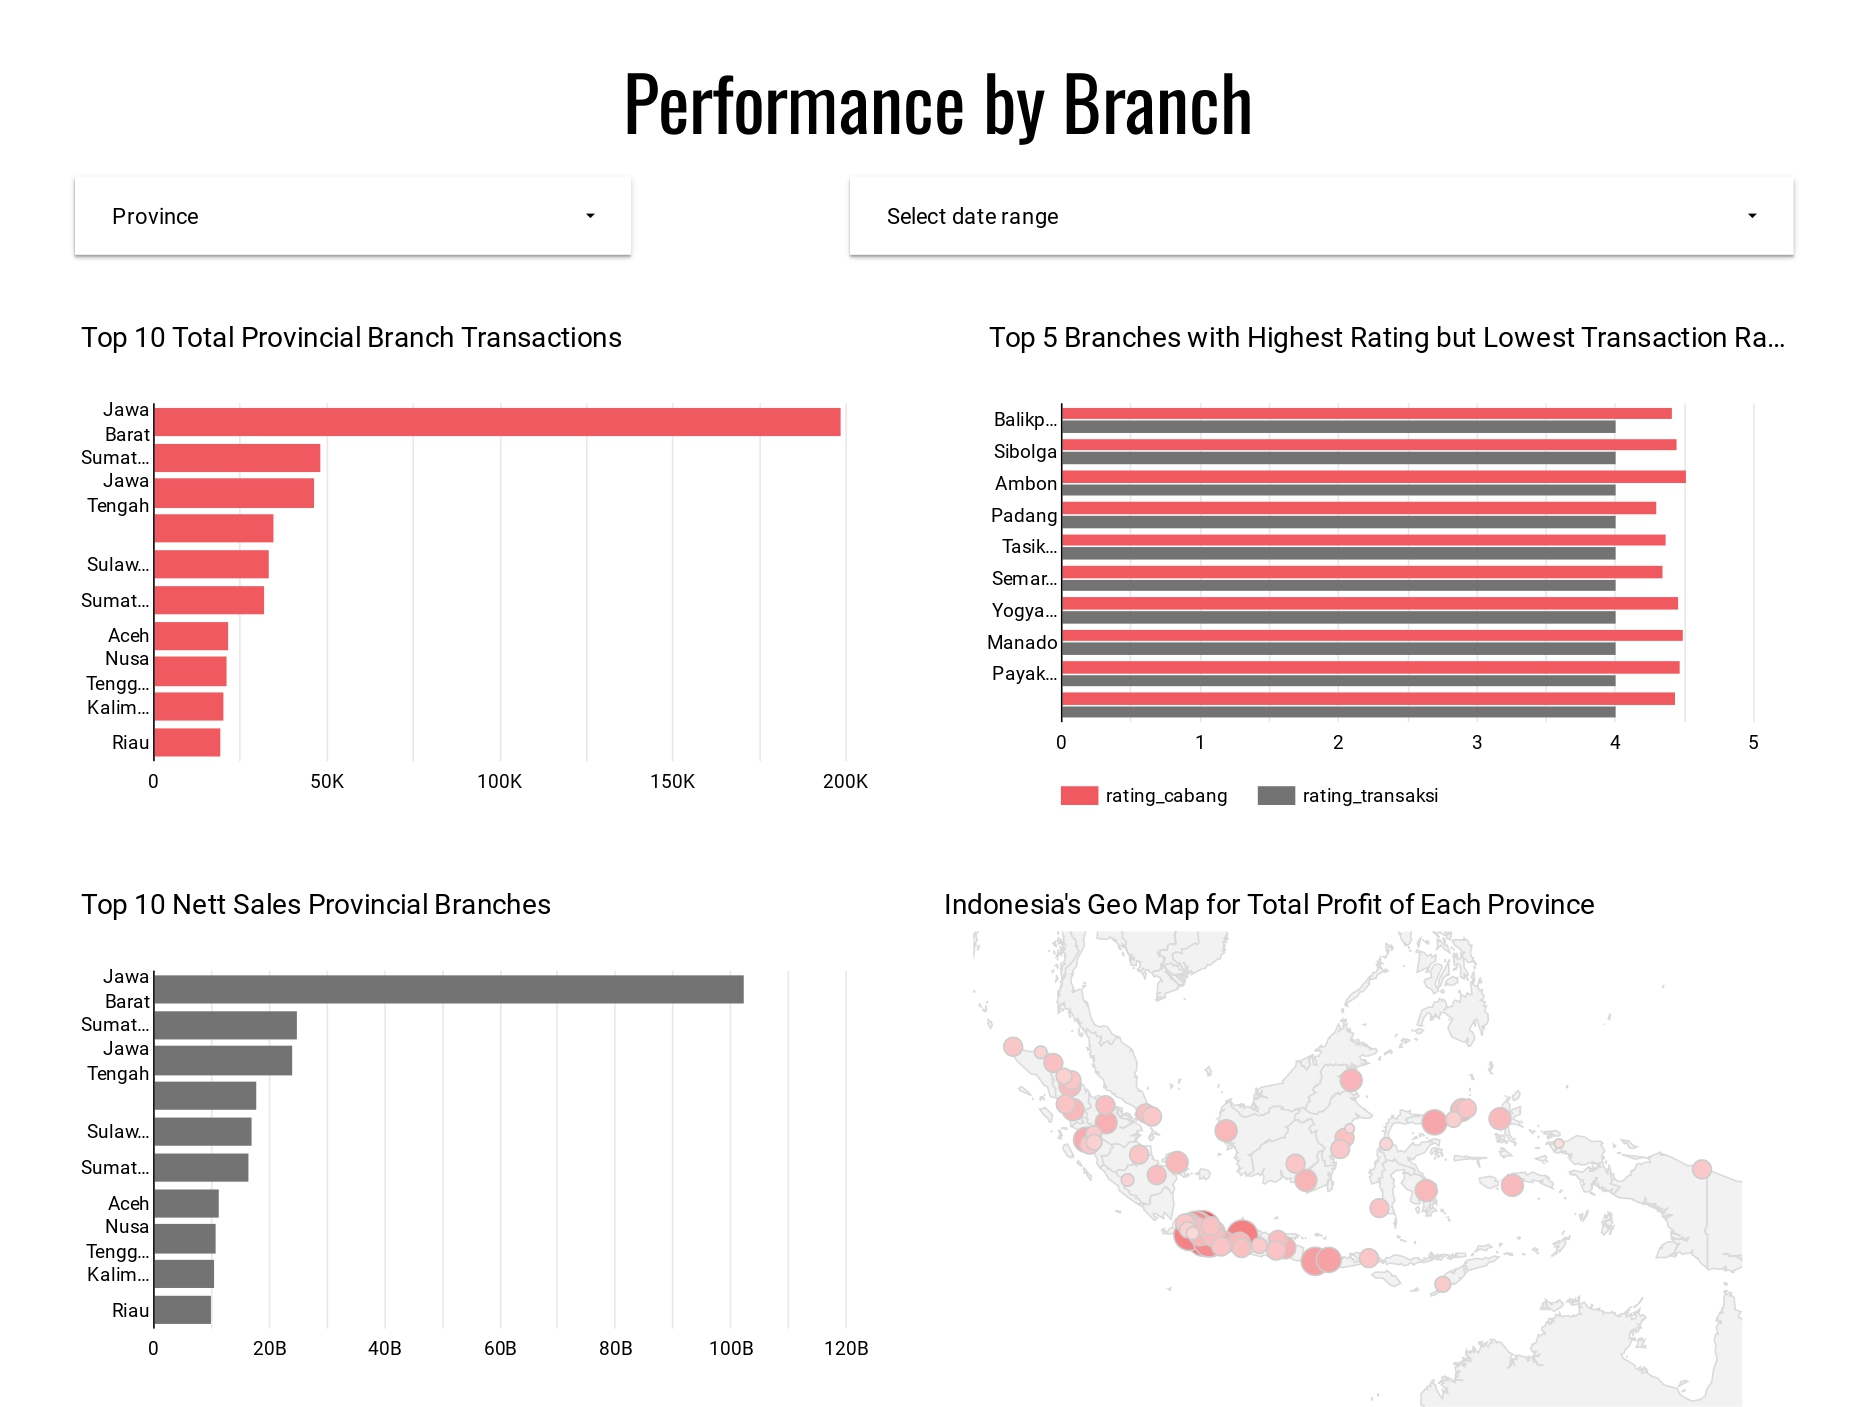 Performance by Branch
Province
Select date range
Top 10 Total Provincial Branch Transactions
Jawa
Barat
Sumat...
Jawa
Tengah
Sulaw...
Sumat...
Aceh
Nusa
Tengg...
Kalim...
Riau
0 50K 100K 150K 200K
Top 5 Branches with Highest Rating but Lowest Transaction Ra...
Balikp...
Sibolga
Ambon
Padang
Tasik...
Semar...
Yogya...
Manado
Payak...
0 1 2 3 4 5
rating_cabang rating_transaksi
Top 10 Nett Sales Provincial Branches
Jawa
Barat
Sumat...
Jawa
Tengah
Sulaw...
Sumat...
Aceh
Nusa
Tengg...
Kalim...
Riau
0 20B 40B 60B 80B 100B 120B
Indonesia's Geo Map for Total Profit of Each Province